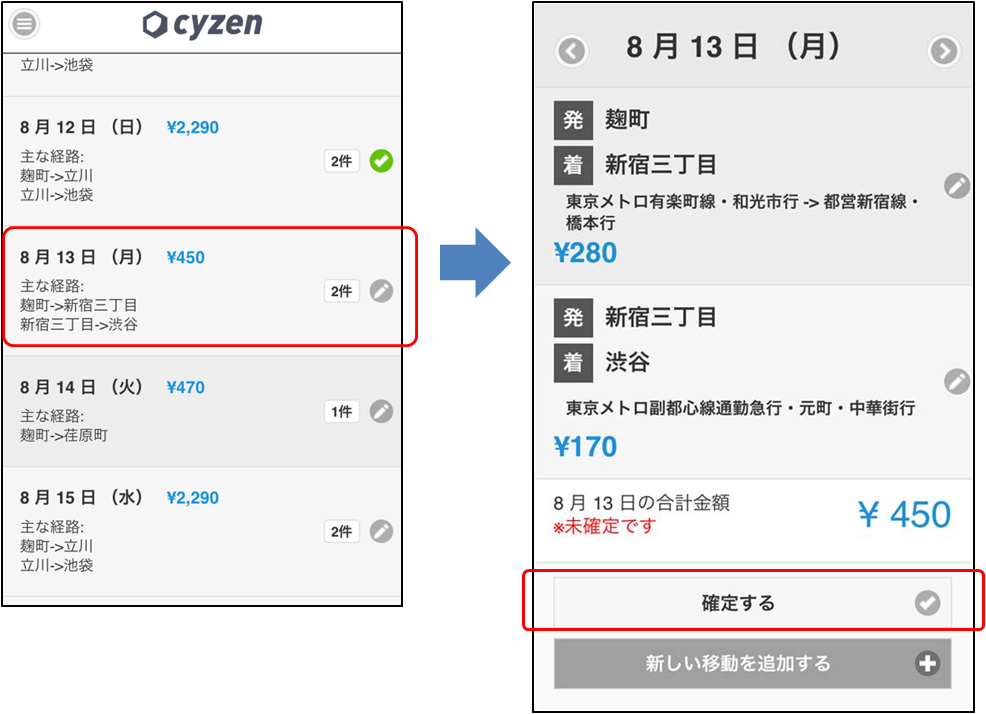 cyzen
立川->池袋
8 月 12 日 （日） ¥2,290
主な経路:
麹町->立川
立川->池袋
2件
8 月 13 日 （月） ¥450
主な経路:
麹町->新宿三丁目
新宿三丁目->渋谷
2件
8 月 14 日 （火） ¥470
主な経路:
麹町->荏原町
1件
8 月 15 日 （水） ¥2,290
主な経路:
麹町->立川
立川->池袋
2件
8 月 13 日 （月）
発 麹町
着 新宿三丁目
東京メトロ有楽町線・和光市行 -> 都営新宿線・
橋本行
¥280
発 新宿三丁目
着 渋谷
東京メトロ副都心線通勤急行・元町・中華街行
¥170
8 月 13 日の合計金額
※未確定です
¥ 450
確定する
新しい移動を追加する